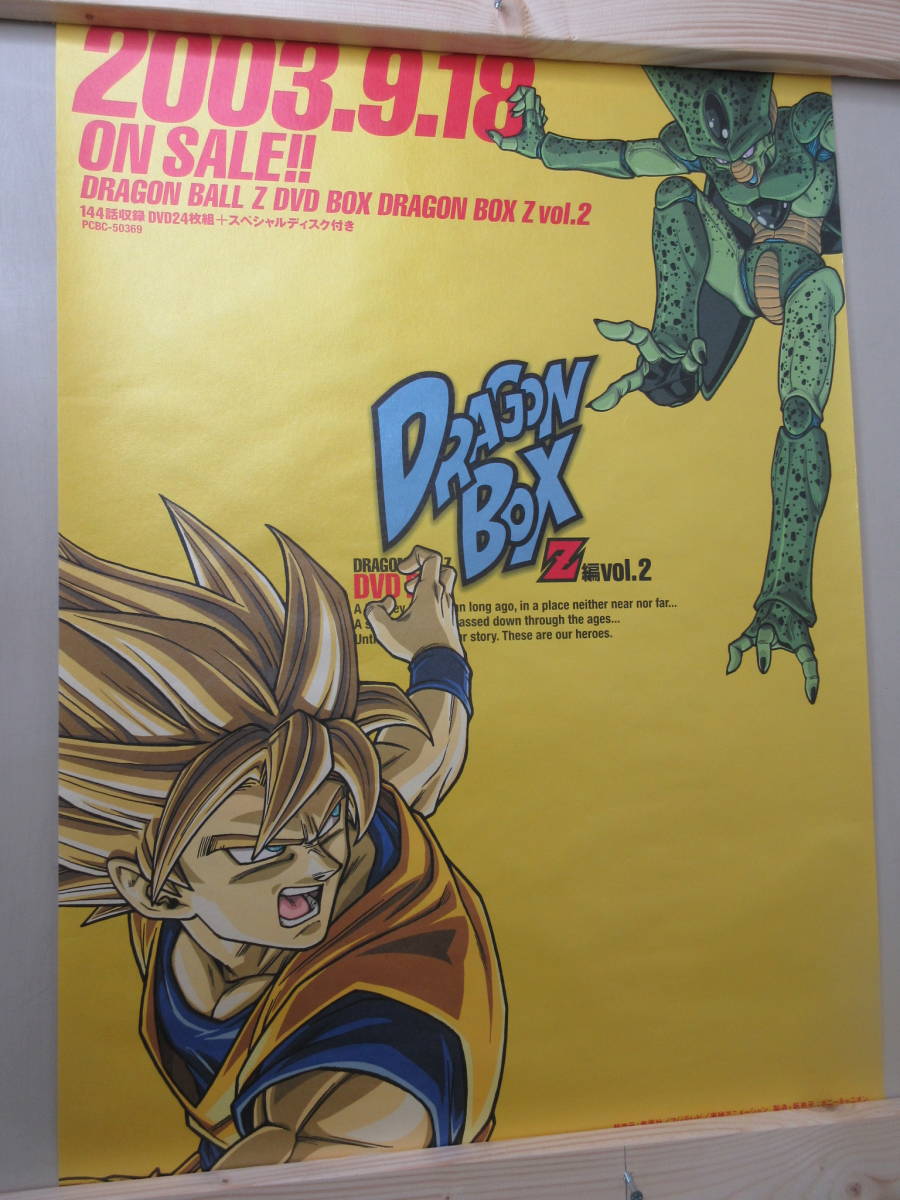 2003.9.18
ON SALE!!
DRAGON BALL Z DVD BOX DRAGON BOX Z vol.2
144話収録 DVD24枚組+スペシャルディスク付き
PCBC-50369
DRAGON
BOX
Z編vol.2
DRAGON Z
DVD
A long ago, in a place neither near nor far...
A passed down through the ages...
story. These are our heroes.